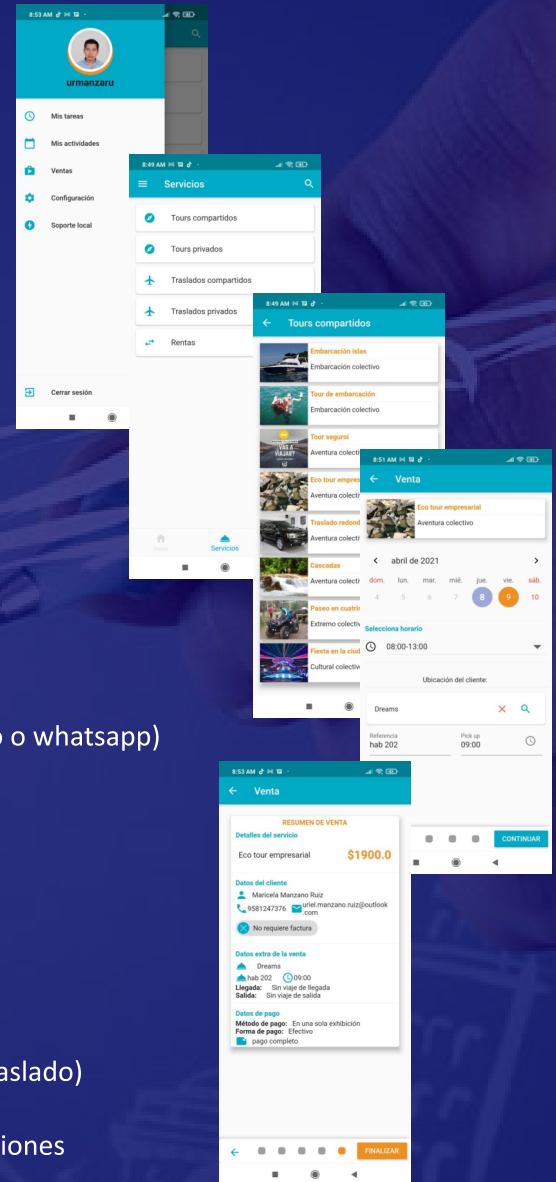 8:53 AM
urmanzaru
Mis tareas
Mis actividades
Ventas
Configuración
Soporte local
Cerrar sesión
8:49 AM
Servicios
Tours compartidos
Tours privados
Traslados compartidos
Traslados privados
Rentas
Servicios
8:49 AM
Tours compartidos
Embarcación islas
Embarcación colectivo
Tour de embarcación
Embarcación colectivo
¿VAS A
VIAJAR?
Tour seguroI
Aventura colecti
Eco tour empres
Aventura colecti
Traslado redond
Aventura colecti
Cascadas
Aventura colecti
Paseo en cuatri
Extremo colectiv
Fiesta en la ciud
Cultural colectiv
8:51 AM
Venta
Eco tour empresarial
Aventura colectivo
abril de 2021
dom. lun. mar. mié. jue. vie. sáb.
4 5 6 7 8 9 10
Selecciona horario
08:00-13:00
Ubicación del cliente:
Dreams
Referencia
hab 202
Pick up
09:00
CONTINUAR
o o whatsapp)
8:53 AM
Venta
RESUMEN DE VENTA
Detalles del servicio
Eco tour empresarial $1900.0
Datos del cliente
Maricela Manzano Ruiz
9581247376 uriel.manzano.ruiz@outlook
.com
No requiere factura
Datos extra de la venta
Dreams
hab 202 09:00
Llegada: Sin viaje de llegada
Salida: Sin viaje de salida
Datos de pago
Método de pago: En una sola exhibición
Forma de pago: Efectivo
pago completo
FINALIZAR
aslado)
iones